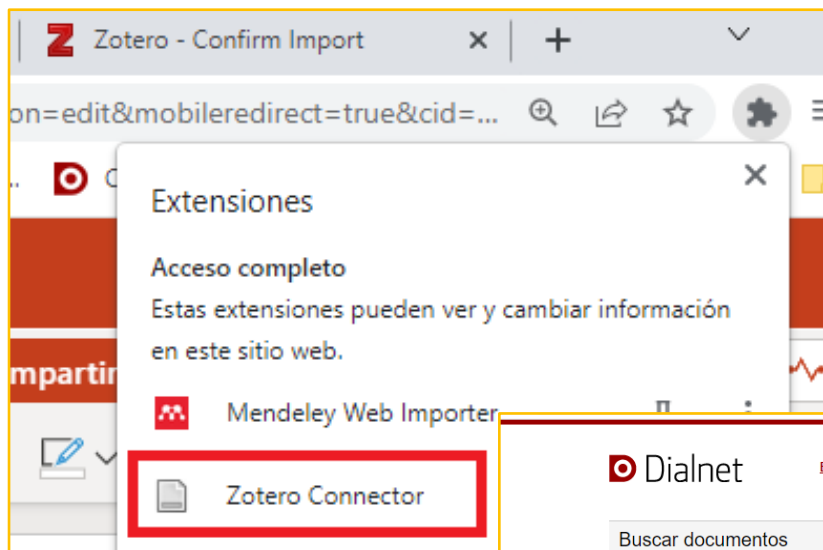 Zotero - Confirm Import
on=edit&mobileredirect=true&cid=...
Extensiones
Acceso completo
Estas extensiones pueden ver y cambiar información
en este sitio web.
mpartir
Mendeley Web Importer
Zotero Connector
Dialnet
Buscar documentos